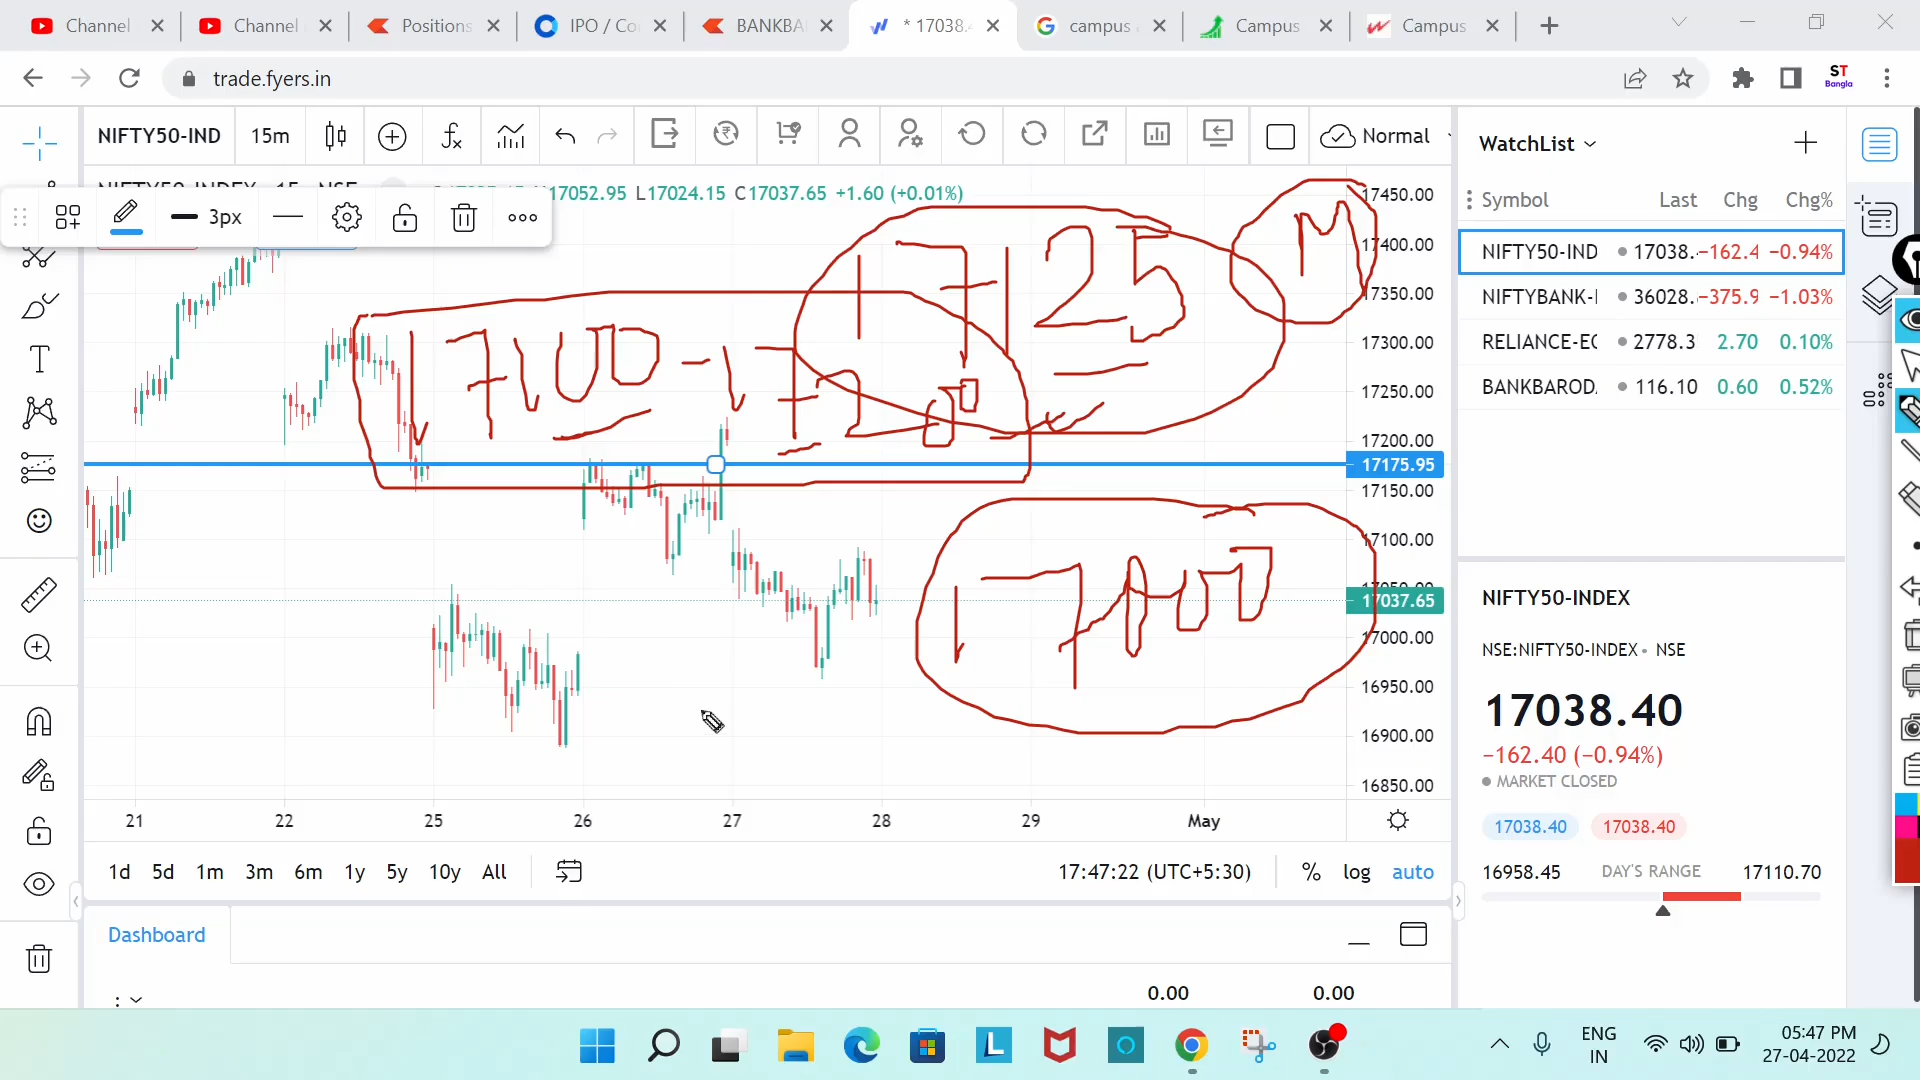 Channel Channel Positions IPO / Co BANKBA * 17038. campus Campus Campus
trade.fyers.in
ST
Bangla
NIFTY50-IND 15m Normal
17052.95 L17024.15 C17037.65 +1.60 (+0.01%)
3px
17125
M
17100 - 17200
17000
17450.00
17400.00
17350.00
17300.00
17250.00
17200.00
17175.95
17150.00
17100.00
17050.00
17037.65
17000.00
16950.00
16900.00
16850.00
21 22 25 26 27 28 29 May
1d 5d 1m 3m 6m 1y 5y 10y All
17:47:22 (UTC+5:30) % log auto
Dashboard
0.00 0.00
WatchList
Symbol Last Chg Chg%
NIFTY50-IND 17038. −162.4 −0.94%
NIFTYBANK-I 36028. −375.9 −1.03%
RELIANCE-EC 2778.3 2.70 0.10%
BANKBAROD. 116.10 0.60 0.52%
NIFTY50-INDEX
NSE:NIFTY50-INDEX • NSE
17038.40
−162.40 (−0.94%)
MARKET CLOSED
17038.40 17038.40
16958.45 DAY'S RANGE 17110.70
ENG
IN
05:47 PM
27-04-2022